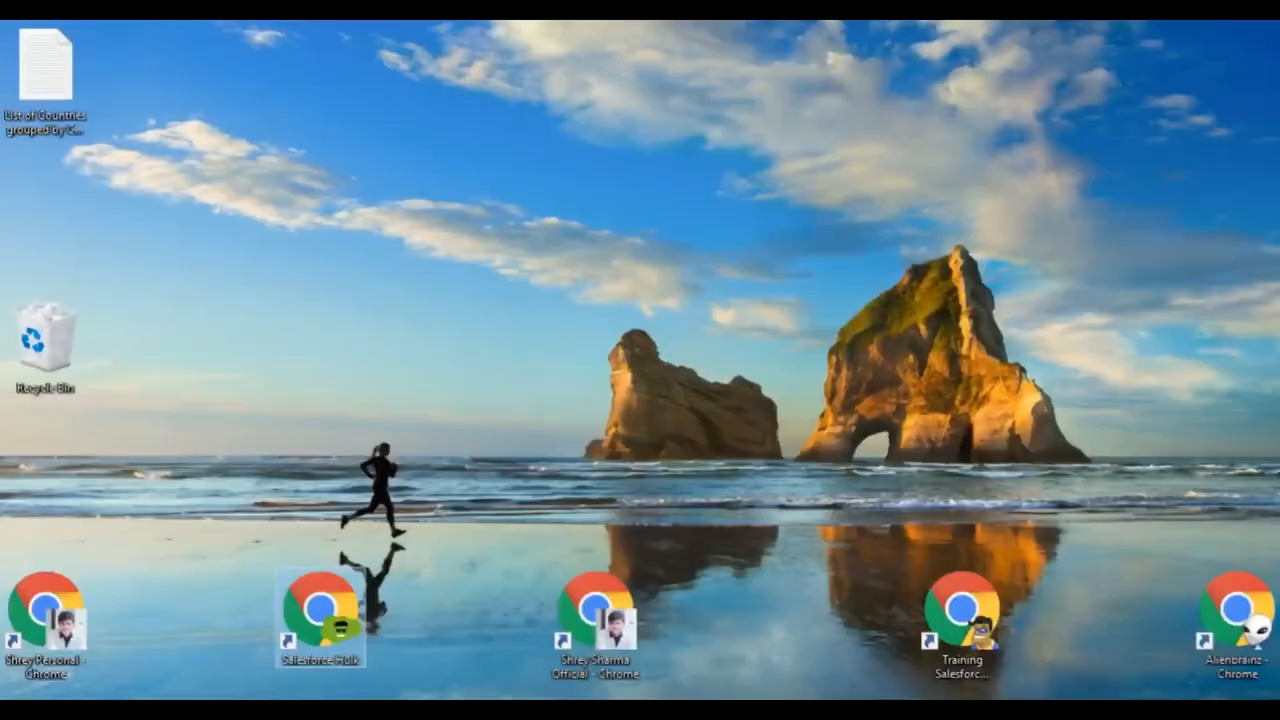 List of Countries
grouped by C...
Recycle Bin
Shrey Personal -
Chrome
Salesforce Hulk
Shrey Sharma
Official - Chrome
Training
Salesforc...
Alienbrainz -
Chrome